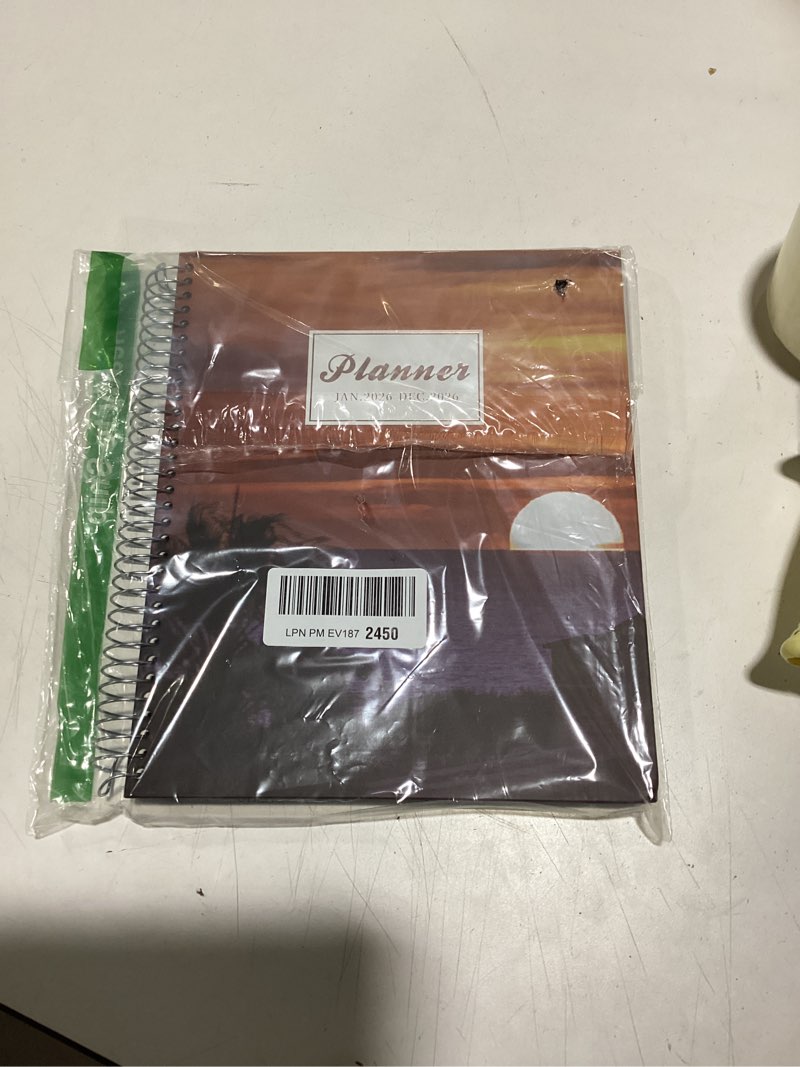 Planner
JAN.2026-DEC.2026
LPN PM EV187 2450